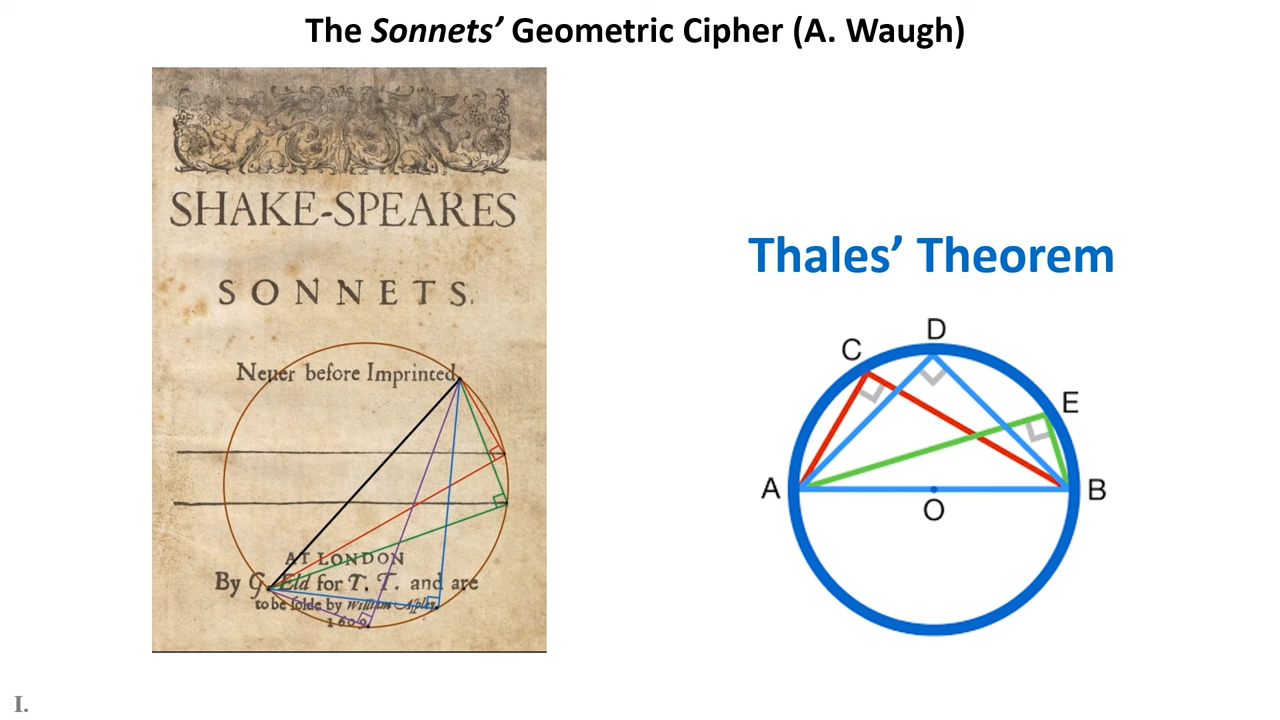 The Sonnets’ Geometric Cipher (A. Waugh)
SHAKE-SPEARES
SONNETS.
Neuer before Imprinted.
AT LONDON
By G. Eld for T. T. and are
to be solde by William Aspley.
1609.
Thales’ Theorem
C
D
E
A
B
O
I.